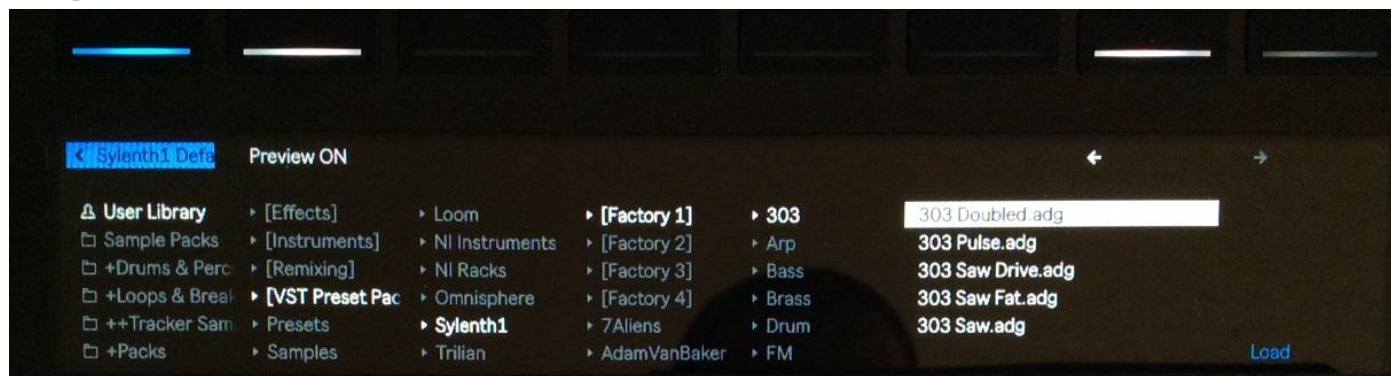 < Sylenth1 Defa Preview ON ← →
User Library ▸ [Effects] ▸ Loom ▸ [Factory 1] ▸ 303 303 Doubled.adg
Sample Packs ▸ [Instruments] ▸ NI Instruments ▸ [Factory 2] ▸ Arp 303 Pulse.adg
+Drums & Perc ▸ [Remixing] ▸ NI Racks ▸ [Factory 3] ▸ Bass 303 Saw Drive.adg
+Loops & Break ▸ [VST Preset Pac ▸ Omnisphere ▸ [Factory 4] ▸ Brass 303 Saw Fat.adg
++Tracker Sam ▸ Presets ▸ Sylenth1 ▸ 7Aliens ▸ Drum 303 Saw.adg
+Packs ▸ Samples ▸ Trilian ▸ AdamVanBaker ▸ FM Load